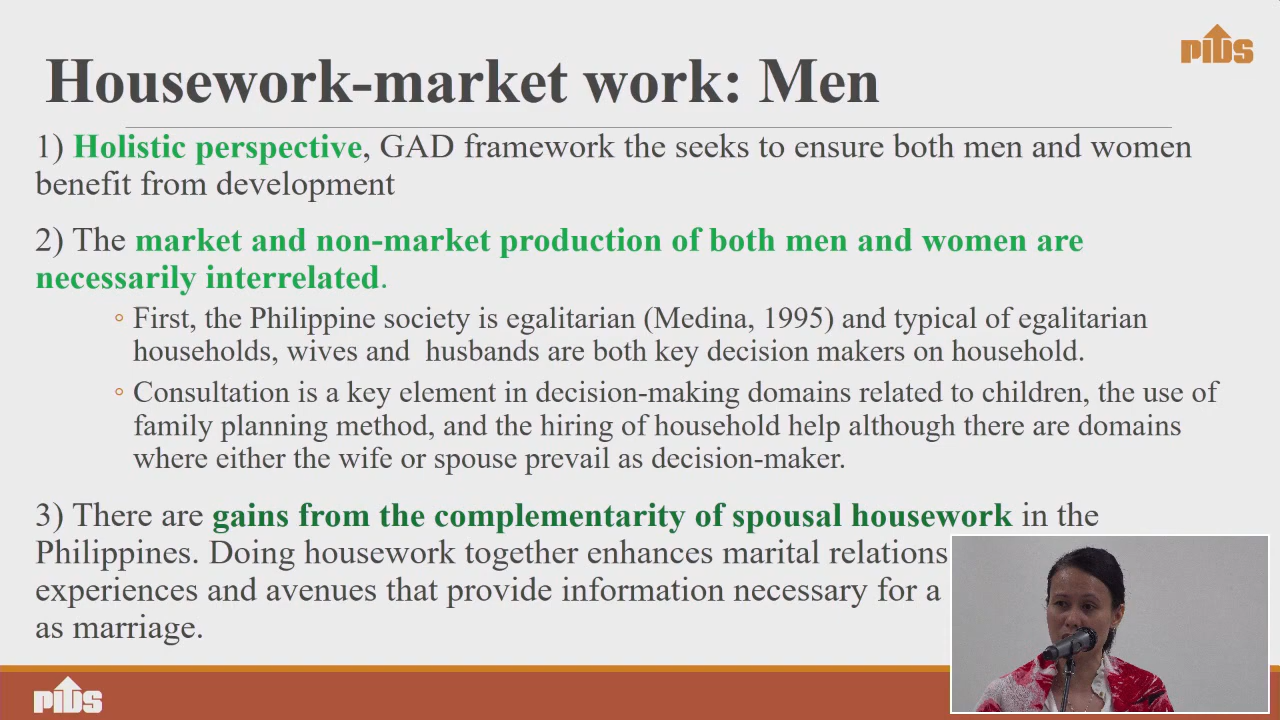 PIDS
Housework-market work: Men
1) Holistic perspective, GAD framework the seeks to ensure both men and women
benefit from development
2) The market and non-market production of both men and women are
necessarily interrelated.
◦ First, the Philippine society is egalitarian (Medina, 1995) and typical of egalitarian
households, wives and husbands are both key decision makers on household.
◦ Consultation is a key element in decision-making domains related to children, the use of
family planning method, and the hiring of household help although there are domains
where either the wife or spouse prevail as decision-maker.
3) There are gains from the complementarity of spousal housework in the
Philippines. Doing housework together enhances marital relations
experiences and avenues that provide information necessary for a
as marriage.
PIDS